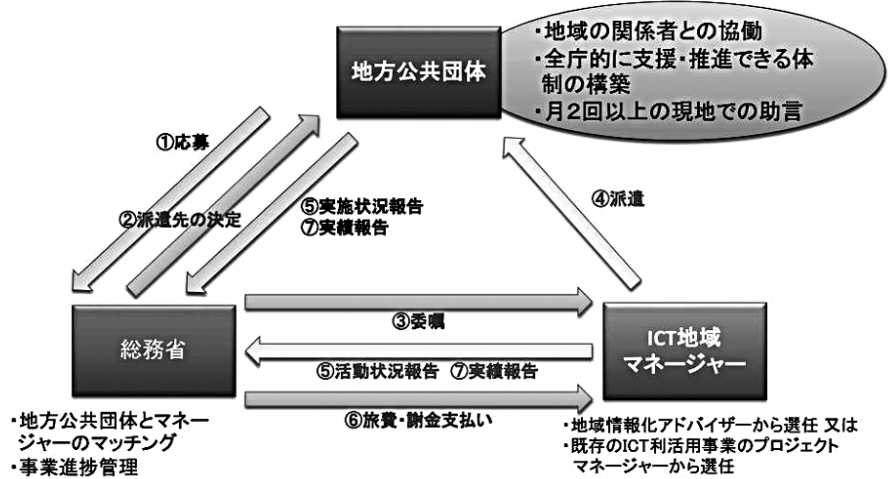 ・地域の関係者との協働
・全庁的に支援・推進できる体
制の構築
・月2回以上の現地での助言
地方公共団体
①応募
②派遣先の決定
⑤実施状況報告
⑦実績報告
④派遣
③委嘱
総務省
ICT地域
マネージャー
⑤活動状況報告 ⑦実績報告
⑥旅費・謝金支払い
・地方公共団体とマネー
ジャーのマッチング
・事業進捗管理
・地域情報化アドバイザーから選任 又は
・既存のICT利活用事業のプロジェクト
マネージャーから選任